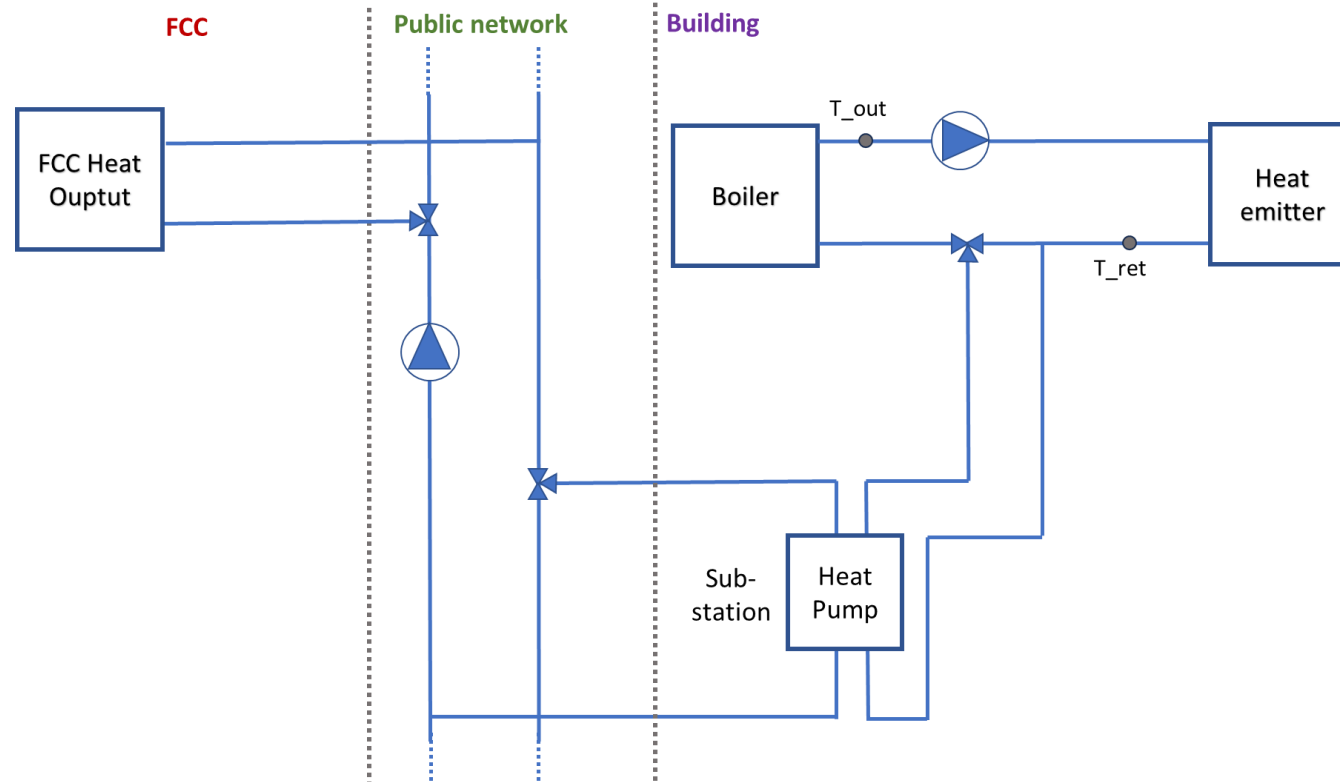 FCC
Public network
Building
FCC Heat
Ouptut
T_out
Boiler
Heat
emitter
T_ret
Sub-
station
Heat
Pump